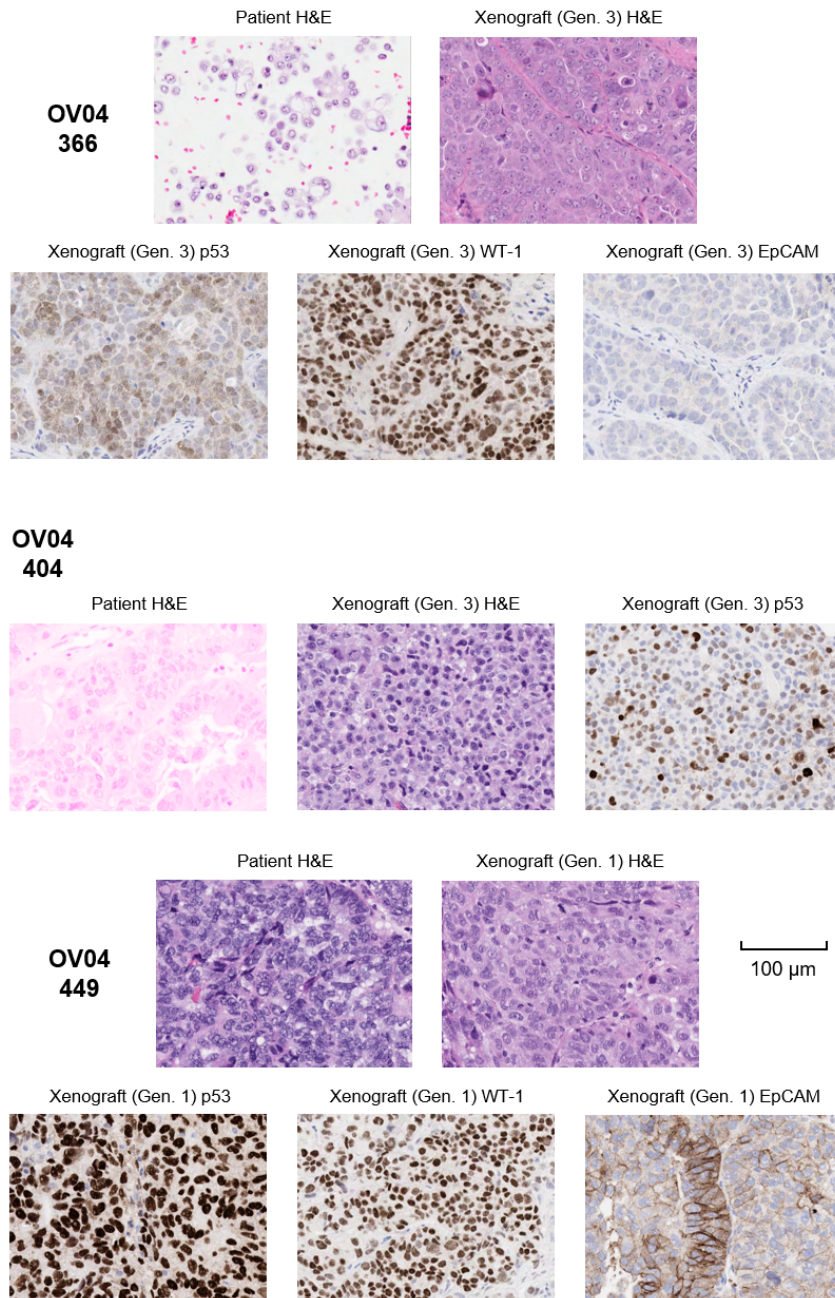 Patient H&E
Xenograft (Gen. 3) H&E
OV04
366
Xenograft (Gen. 3) p53
Xenograft (Gen. 3) WT-1
Xenograft (Gen. 3) EpCAM
OV04
404
Patient H&E
Xenograft (Gen. 3) H&E
Xenograft (Gen. 3) p53
Patient H&E
Xenograft (Gen. 1) H&E
OV04
449
100 µm
Xenograft (Gen. 1) p53
Xenograft (Gen. 1) WT-1
Xenograft (Gen. 1) EpCAM